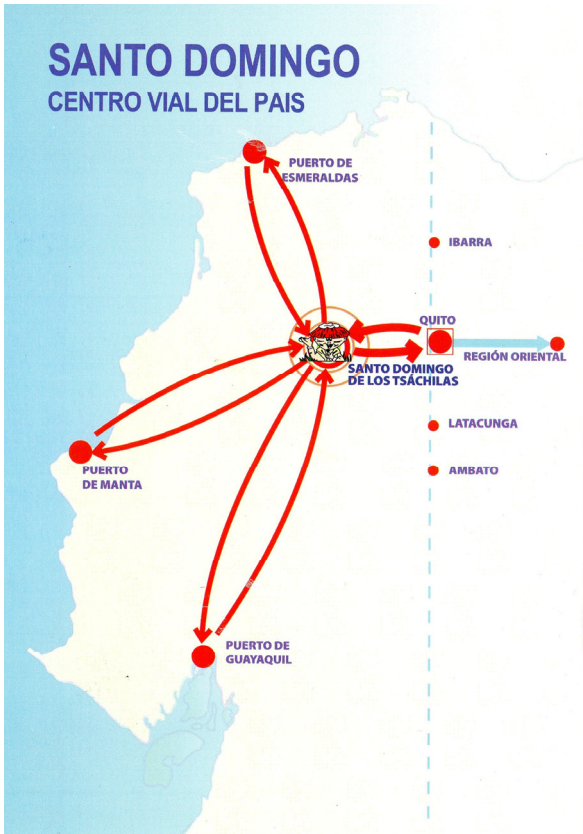 SANTO DOMINGO
CENTRO VIAL DEL PAIS
PUERTO DE
ESMERALDAS
IBARRA
QUITO
REGIÓN ORIENTAL
SANTO DOMINGO
DE LOS TSÁCHILAS
LATACUNGA
PUERTO
DE MANTA
AMBATO
PUERTO DE
GUAYAQUIL